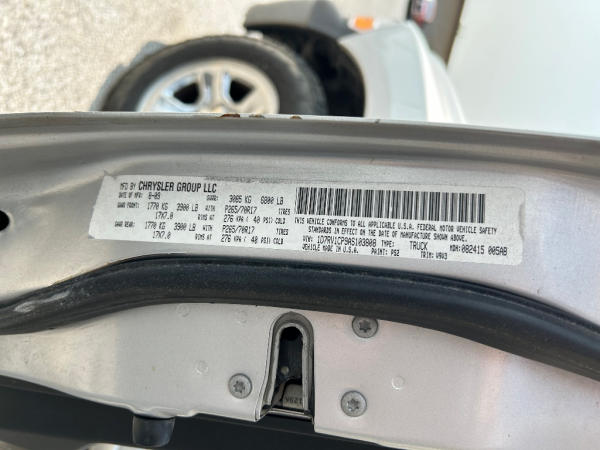 MFD BY CHRYSLER GROUP LLC
DATE OF MFR: 8-09 GVWR: 3085 KG 6800 LB
GAWR FRONT: 1770 KG 3900 LB WITH P265/70R17 TIRES
17X7.0 RIMS AT 276 KPA ( 40 PSI) COLD
GAWR REAR: 1770 KG 3900 LB WITH P265/70R17 TIRES
17X7.0 RIMS AT 276 KPA ( 40 PSI) COLD
THIS VEHICLE CONFORMS TO ALL APPLICABLE U.S.A. FEDERAL MOTOR VEHICLE SAFETY
STANDARDS IN EFFECT ON THE DATE OF MANUFACTURE SHOWN ABOVE.
VIN: 1D7RV1CP9AS103808 TYPE: TRUCK MDH: 082415 005AB
VEHICLE MADE IN U.S.A. PAINT: PS2 TRIM: V9V3